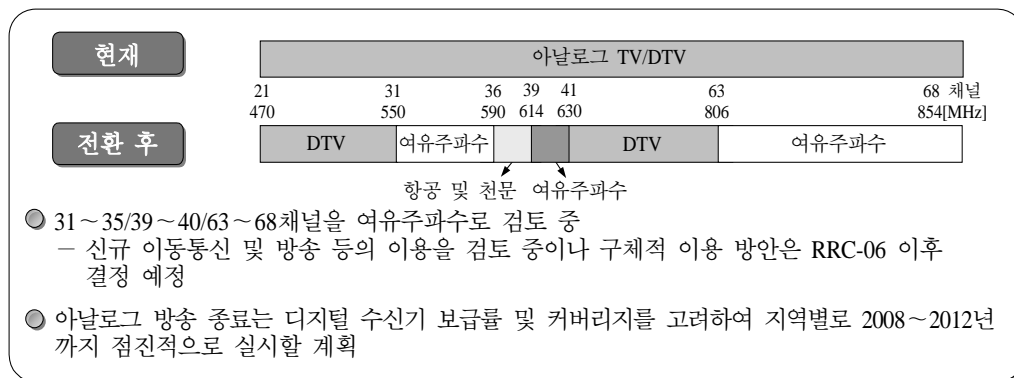 현재
아날로그 TV/DTV
21 31 36 39 41 63 68 채널
470 550 590 614 630 806 854[MHz]
전환 후
DTV 여유주파수 DTV 여유주파수
항공 및 천문 여유주파수
31～35/39～40/63～68채널을 여유주파수로 검토 중
－ 신규 이동통신 및 방송 등의 이용을 검토 중이나 구체적 이용 방안은 RRC-06 이후
결정 예정
아날로그 방송 종료는 디지털 수신기 보급률 및 커버리지를 고려하여 지역별로 2008～2012년
까지 점진적으로 실시할 계획